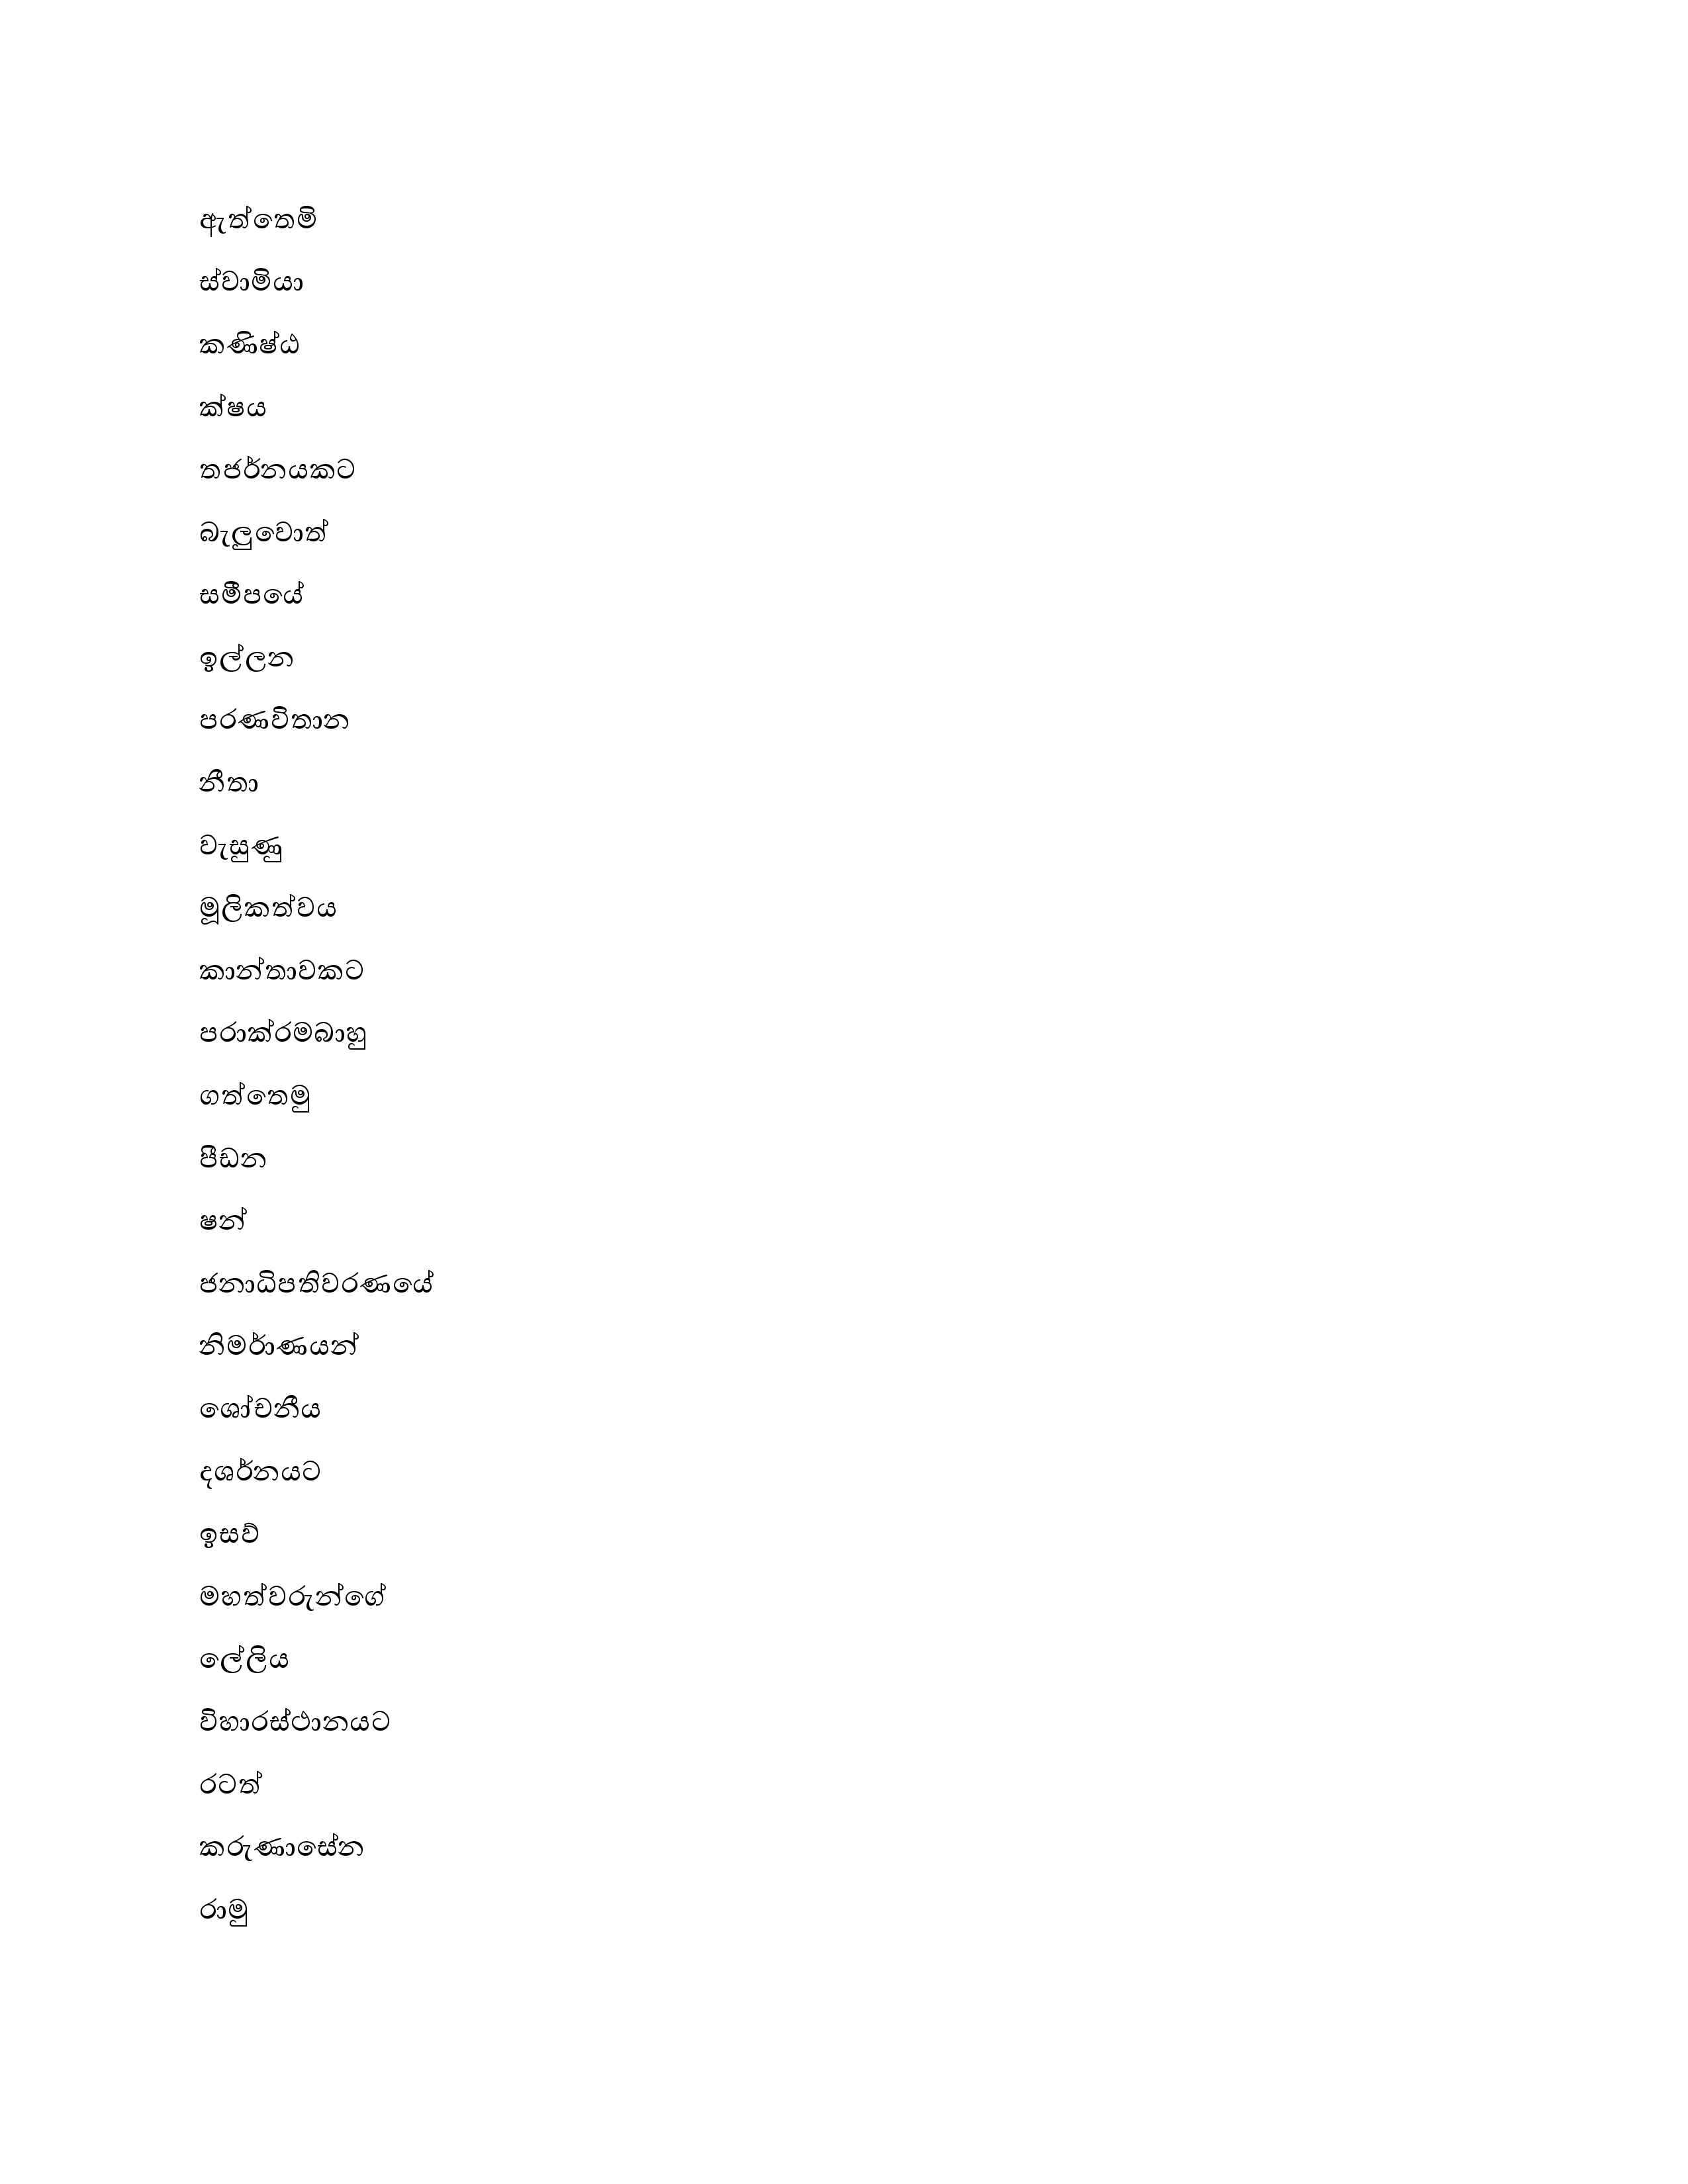 ඇත්තෙමි
ස්වාමියා
කණිෂ්ඨ
ක්ෂය
තජර්නයකට
බැලුවොත්
සමීපයේ
ඉල්ලන
පරණවිතාන
නීතා
වැසුණු
මූලිකත්වය
කාන්තාවකට
පරාක්රමබාහු
ගත්තෙමු
පීඩන
ෂන්
ජනාධිපතිවරණයේ
නිමර්ාණයන්
ශෝචනීය
දශර්නයට
ඉසව්
මහත්වරුන්ගේ
ලේලිය
විහාරස්ථානයට
රටත්
කරුණාසේන
රාමු